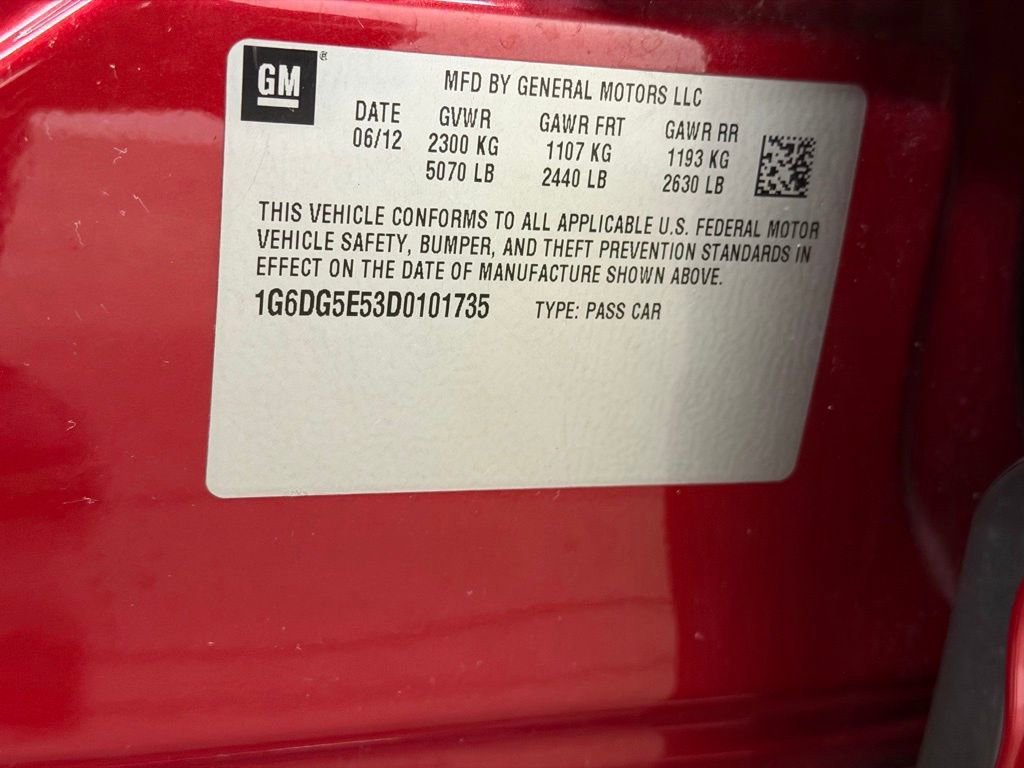 GM ®
MFD BY GENERAL MOTORS LLC
DATE GVWR GAWR FRT GAWR RR
06/12 2300 KG 1107 KG 1193 KG
5070 LB 2440 LB 2630 LB
THIS VEHICLE CONFORMS TO ALL APPLICABLE U.S. FEDERAL MOTOR
VEHICLE SAFETY, BUMPER, AND THEFT PREVENTION STANDARDS IN
EFFECT ON THE DATE OF MANUFACTURE SHOWN ABOVE.
1G6DG5E53D0101735 TYPE: PASS CAR